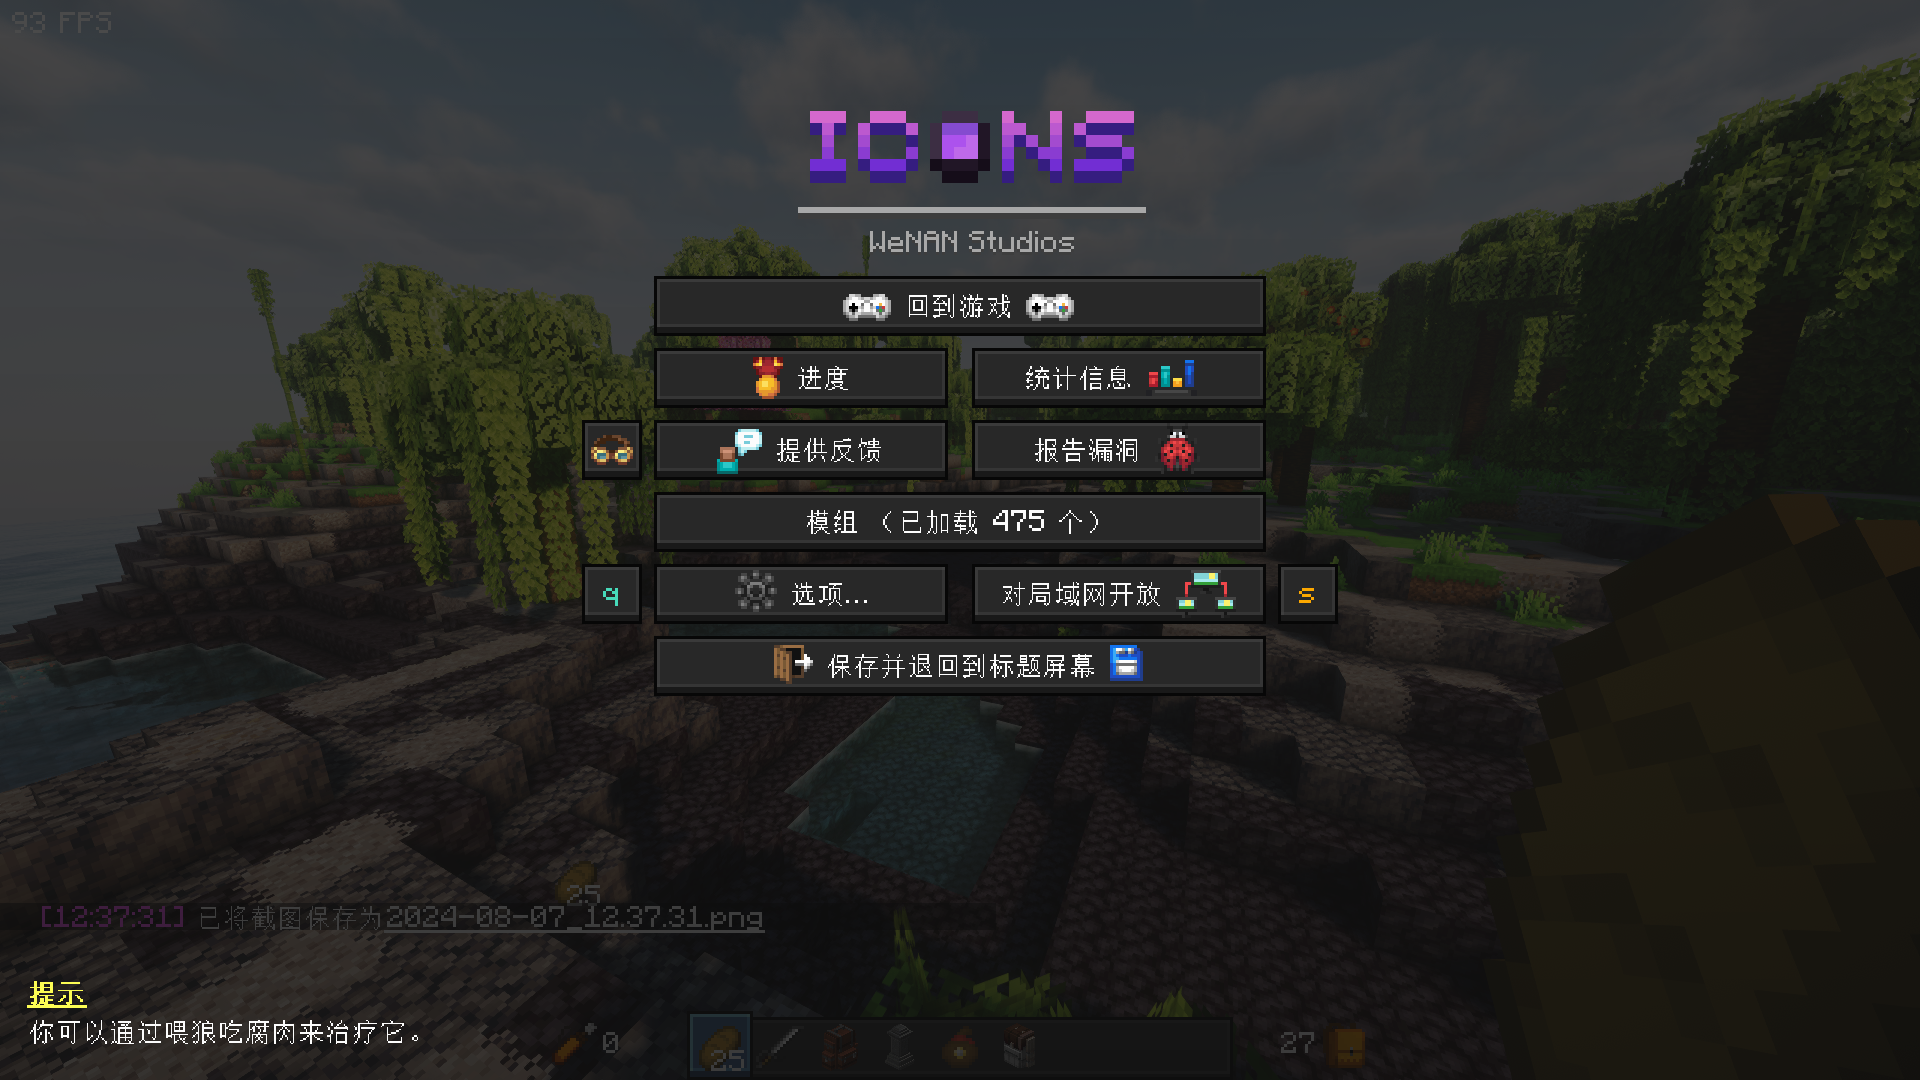 93 FPS
ICONS
WeNAN Studios
回到游戏
进度
统计信息
提供反馈
报告漏洞
模组 （已加载 475 个）
q
选项...
对局域网开放
s
保存并退回到标题屏幕
25
[12:37:31] 已将截图保存为2024-08-07_12.37.31.png
提示
你可以通过喂狼吃腐肉来治疗它。
0
25
27